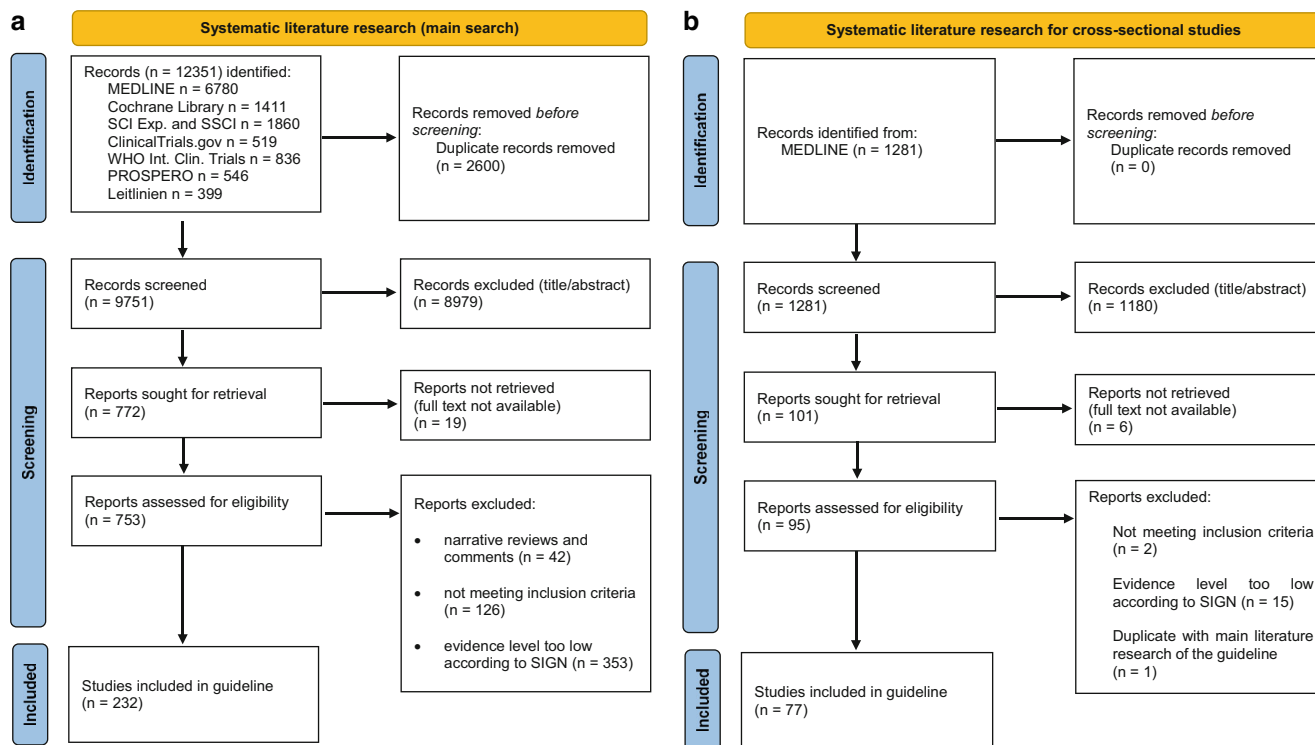 a
Systematic literature research (main search)
Identification
Records (n = 12351) identified:
MEDLINE n = 6780
Cochrane Library n = 1411
SCI Exp. and SSCI n = 1860
ClinicalTrials.gov n = 519
WHO Int. Clin. Trials n = 836
PROSPERO n = 546
Leitlinien n = 399
Records removed before
screening:
Duplicate records removed
(n = 2600)
Screening
Records screened
(n = 9751)
Records excluded (title/abstract)
(n = 8979)
Reports sought for retrieval
(n = 772)
Reports not retrieved
(full text not available)
(n = 19)
Reports assessed for eligibility
(n = 753)
Reports excluded:
• narrative reviews and
comments (n = 42)
• not meeting inclusion criteria
(n = 126)
• evidence level too low
according to SIGN (n = 353)
Included
Studies included in guideline
(n = 232)
b
Systematic literature research for cross-sectional studies
Identification
Records identified from:
MEDLINE (n = 1281)
Records removed before
screening:
Duplicate records removed
(n = 0)
Screening
Records screened
(n = 1281)
Records excluded (title/abstract)
(n = 1180)
Reports sought for retrieval
(n = 101)
Reports not retrieved
(full text not available)
(n = 6)
Reports assessed for eligibility
(n = 95)
Reports excluded:
Not meeting inclusion criteria
(n = 2)
Evidence level too low
according to SIGN (n = 15)
Duplicate with main literature
research of the guideline
(n = 1)
Included
Studies included in guideline
(n = 77)